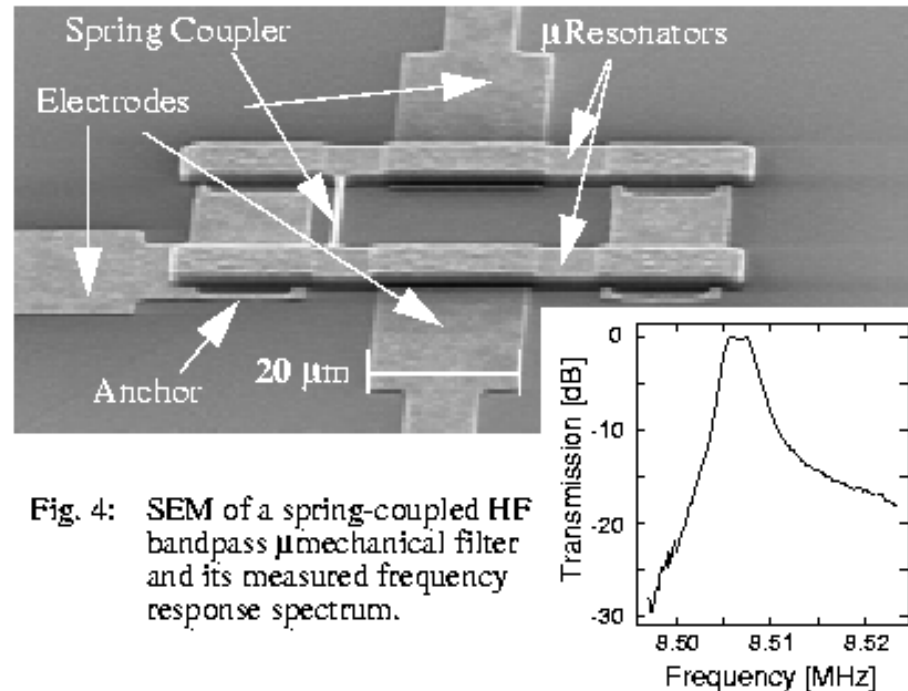 Spring Coupler
µResonators
Electrodes
20 µm
Anchor
0
-10
-20
-30
Transmission [dB]
8.50 8.51 8.52
Frequency [MHz]
Fig. 4: SEM of a spring-coupled HF
bandpass µmechanical filter
and its measured frequency
response spectrum.